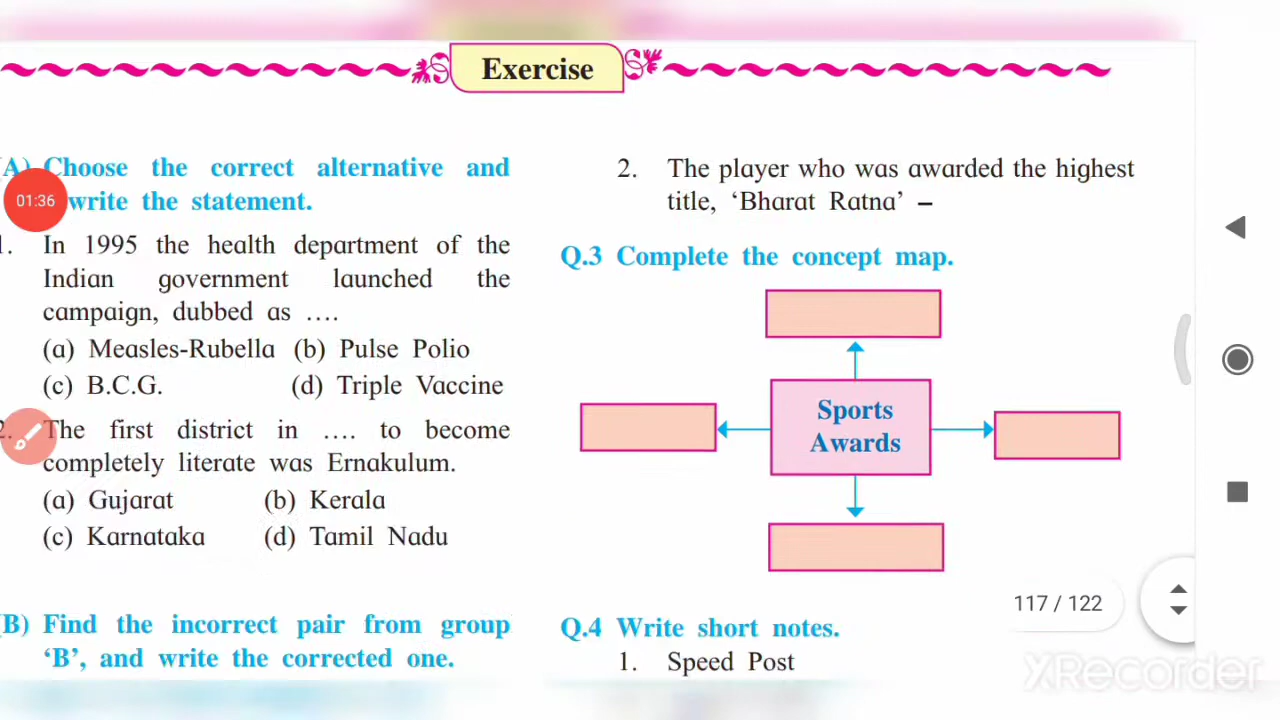 Exercise
(A) Choose the correct alternative and
write the statement.
01:36
1. In 1995 the health department of the
Indian government launched the
campaign, dubbed as ....
(a) Measles-Rubella (b) Pulse Polio
(c) B.C.G. (d) Triple Vaccine
2. The first district in .... to become
completely literate was Ernakulum.
(a) Gujarat (b) Kerala
(c) Karnataka (d) Tamil Nadu
(B) Find the incorrect pair from group
‘B’, and write the corrected one.
2. The player who was awarded the highest
title, ‘Bharat Ratna’ –
Q.3 Complete the concept map.
Sports
Awards
Q.4 Write short notes.
1. Speed Post
117 / 122
XRecorder